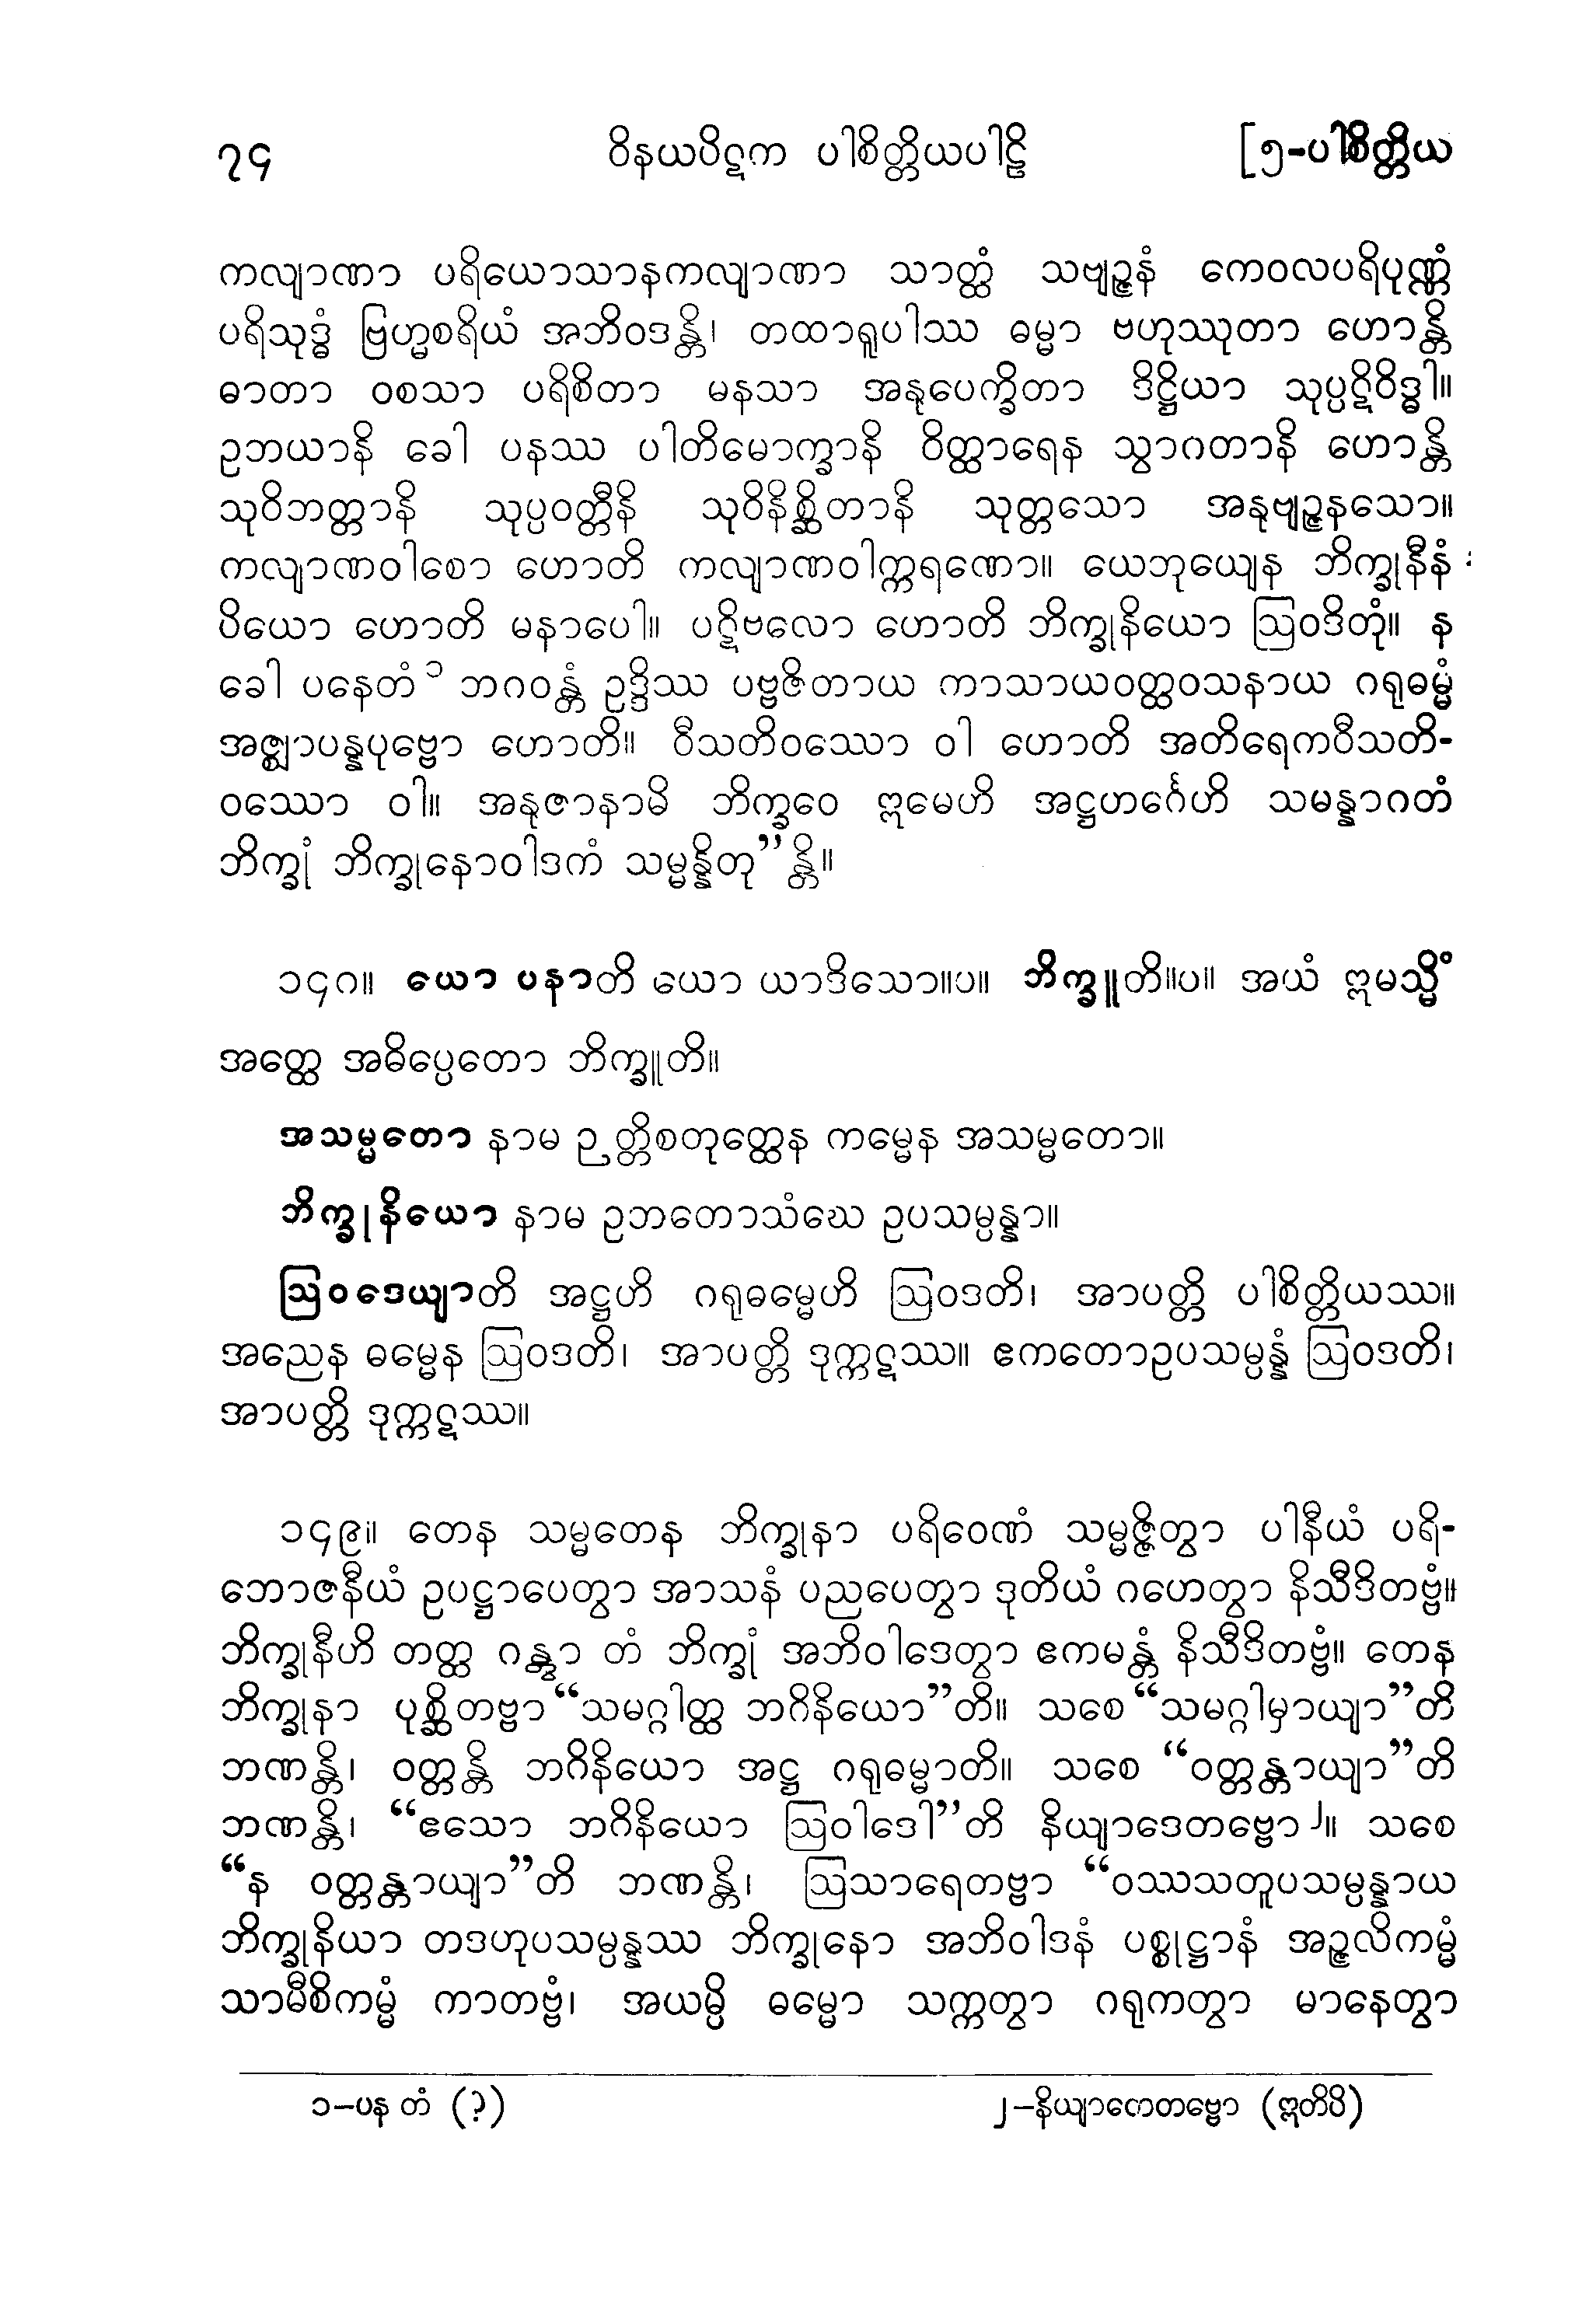 ၇၄ ဝိနယပိဋက ပါစိတ္တိယပါဠိ [၅-ပါစိတ္တိယ
ကလျာဏာ ပရိယောသာနကလျာဏာ သာတ္ထံ သဗျဉ္ဇနံ ကေဝလပရိပုဏ္ဏံ
ပရိသုဒ္ဓံ ဗြဟ္မစရိယံ အဘိဝဒန္တိ၊ တထာရူပါဿ ဓမ္မာ ဗဟုဿုတာ ဟောန္တိ
ဓာတာ ဝစသာ ပရိစိတာ မနသာ အနုပေက္ခိတာ ဒိဋ္ဌိယာ သုပ္ပဋိဝိဒ္ဓါ။
ဥဘယာနိ ခေါ ပနဿ ပါတိမောက္ခာနိ ဝိတ္ထာရေန သွာဂတာနိ ဟောန္တိ
သုဝိဘတ္တာနိ သုပ္ပဝတ္တီနိ သုဝိနိစ္ဆိတာနိ သုတ္တသော အနုဗျဉ္ဇနသော။
ကလျာဏဝါစော ဟောတိ ကလျာဏဝါက္ကရဏော။ ယေဘုယျေန ဘိက္ခုနီနံ
ပိယော ဟောတိ မနာပေါ။ ပဋိဗလော ဟောတိ ဘိက္ခုနိယော ဩဝဒိတုံ။ န
ခေါ ပနေတံ၁ ဘဂဝန္တံ ဥဒ္ဒိဿ ပဗ္ဗဇိတာယ ကာသာယဝတ္ထဝသနာယ ဂရုဓမ္မံ
အဇ္ဈာပန္နပုဗ္ဗော ဟောတိ။ ဝီသတိဝဿော ဝါ ဟောတိ အတိရေကဝီသတိ-
ဝဿော ဝါ။ အနုဇာနာမိ ဘိက္ခဝေ ဣမေဟိ အဋ္ဌဟင်္ဂေဟိ သမန္နာဂတံ
ဘိက္ခုံ ဘိက္ခုနောဝါဒကံ သမ္မန္နိတု”န္တိ။
၁၄၈။ ယော ပနာတိ ယော ယာဒိသော။ပ။ ဘိက္ခူတိ။ပ။ အယံ ဣမသ္မိံ
အတ္ထေ အဓိပ္ပေတော ဘိက္ခူတိ။
အသမ္မတော နာမ ဉတ္တိစတုတ္ထေန ကမ္မေန အသမ္မတော။
ဘိက္ခုနိယော နာမ ဥဘတောသံဃေ ဥပသမ္ပန္နာ။
ဩဝဒေယျာတိ အဋ္ဌဟိ ဂရုဓမ္မေဟိ ဩဝဒတိ၊ အာပတ္တိ ပါစိတ္တိယဿ။
အညေန ဓမ္မေန ဩဝဒတိ၊ အာပတ္တိ ဒုက္ကဋဿ။ ဧကတောဥပသမ္ပန္နံ ဩဝဒတိ၊
အာပတ္တိ ဒုက္ကဋဿ။
၁၄၉။ တေန သမ္မတေန ဘိက္ခုနာ ပရိဝေဏံ သမ္မဇ္ဇိတွာ ပါနီယံ ပရိ-
ဘောဇနီယံ ဥပဋ္ဌာပေတွာ အာသနံ ပညပေတွာ ဒုတိယံ ဂဟေတွာ နိသီဒိတဗ္ဗံ။
ဘိက္ခုနီဟိ တတ္ထ ဂန္တွာ တံ ဘိက္ခုံ အဘိဝါဒေတွာ ဧကမန္တံ နိသီဒိတဗ္ဗံ။ တေန
ဘိက္ခုနာ ပုစ္ဆိတဗ္ဗာ“သမဂ္ဂါတ္ထ ဘဂိနိယော”တိ။ သစေ“သမဂ္ဂါမှာယျာ”တိ
ဘဏန္တိ၊ ဝတ္တန္တိ ဘဂိနိယော အဋ္ဌ ဂရုဓမ္မာတိ။ သစေ “ဝတ္တန္တာယျာ”တိ
ဘဏန္တိ၊ “ဧသော ဘဂိနိယော ဩဝါဒေါ”တိ နိယျာဒေတဗ္ဗော၂။ သစေ
“န ဝတ္တန္တာယျာ”တိ ဘဏန္တိ၊ ဩသာရေတဗ္ဗာ “ဝဿသတူပသမ္ပန္နာယ
ဘိက္ခုနိယာ တဒဟုပသမ္ပန္နဿ ဘိက္ခုနော အဘိဝါဒနံ ပစ္စုဋ္ဌာနံ အဉ္ဇလိကမ္မံ
သာမီစိကမ္မံ ကာတဗ္ဗံ၊ အယမ္ပိ ဓမ္မော သက္ကတွာ ဂရုကတွာ မာနေတွာ
၁-ပန တံ (?) ၂-နိယျာတေတဗ္ဗော (ဣတိပိ)